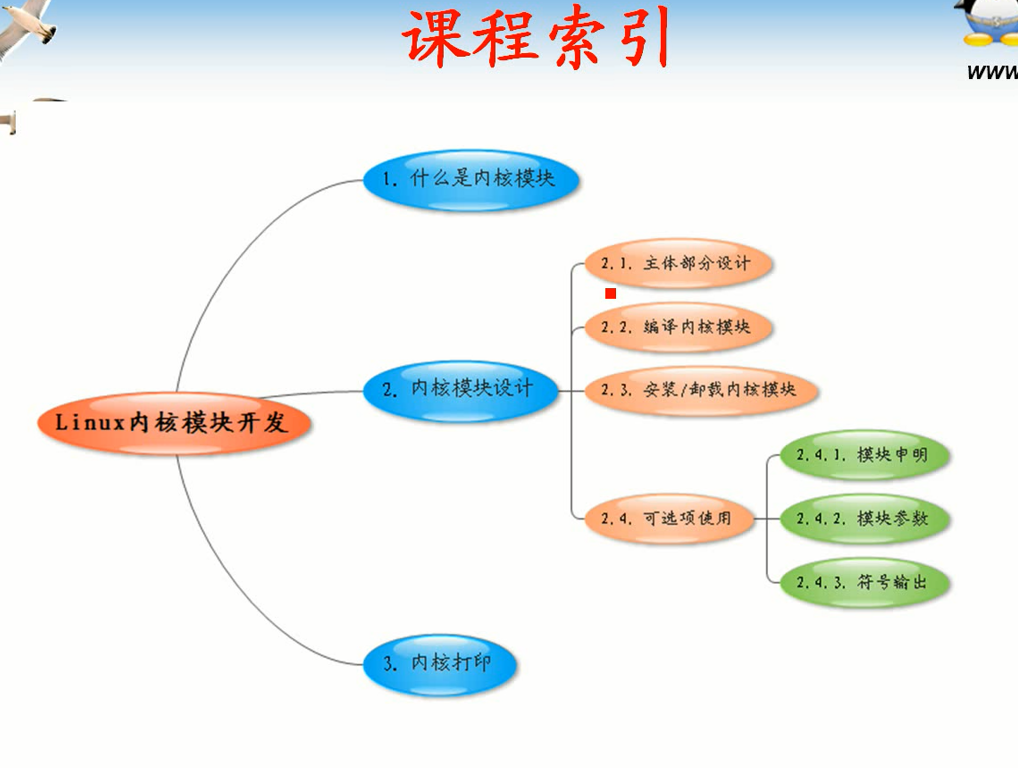 课程索引
www
1. 什么是内核模块
2.1. 主体部分设计
2.2. 编译内核模块
2. 内核模块设计
2.3. 安装/卸载内核模块
Linux内核模块开发
2.4.1. 模块申明
2.4. 可选项使用
2.4.2. 模块参数
2.4.3. 符号输出
3. 内核打印